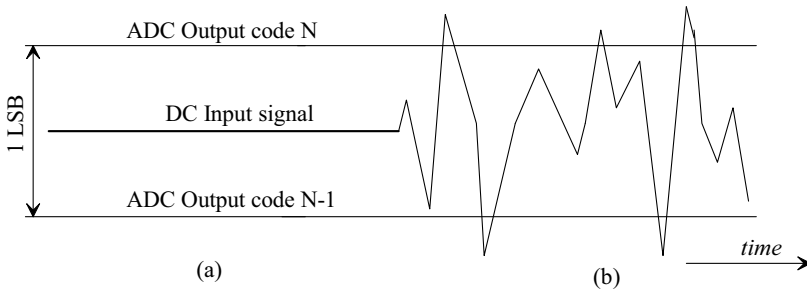 ADC Output code N
1 LSB
DC Input signal
ADC Output code N-1
(a)
(b)
time